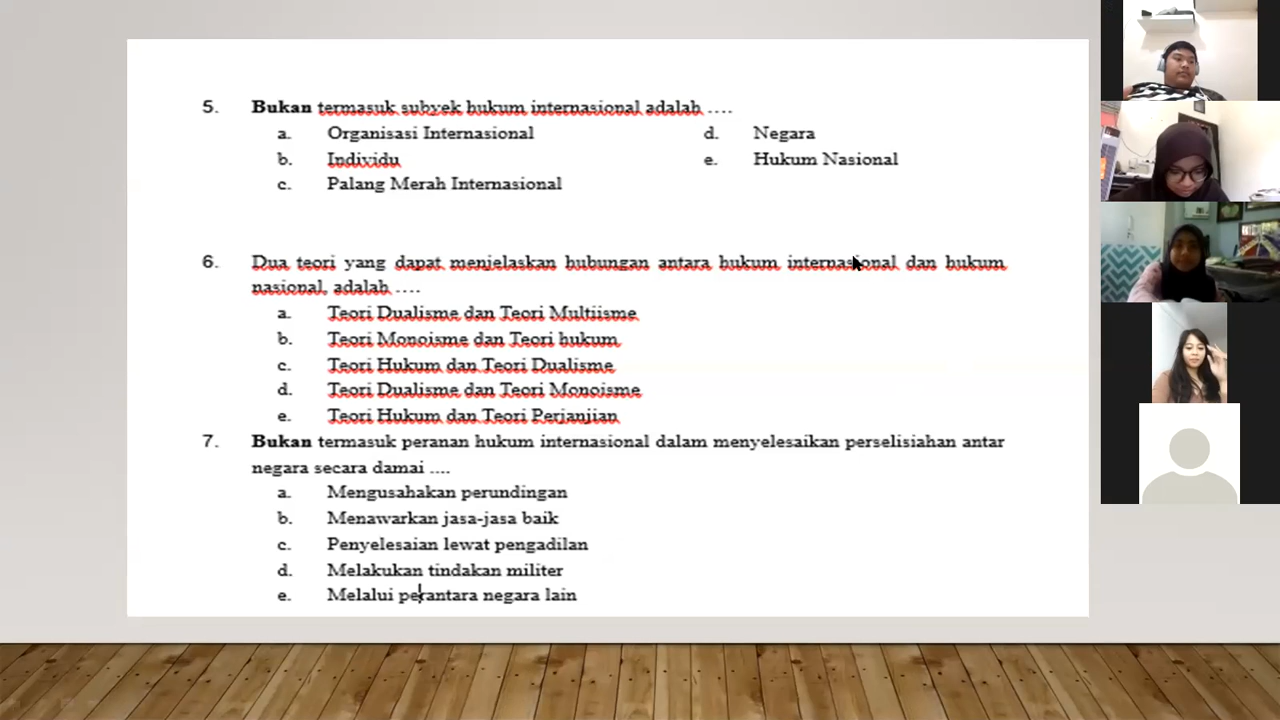 5. Bukan termasuk subyek hukum internasional adalah ....
a. Organisasi Internasional d. Negara
b. Individu e. Hukum Nasional
c. Palang Merah Internasional
6. Dua teori yang dapat menjelaskan hubungan antara hukum internasional dan hukum
nasional, adalah ....
a. Teori Dualisme dan Teori Multiisme
b. Teori Monoisme dan Teori hukum
c. Teori Hukum dan Teori Dualisme
d. Teori Dualisme dan Teori Monoisme
e. Teori Hukum dan Teori Perjanjian
7. Bukan termasuk peranan hukum internasional dalam menyelesaikan perselisiahan antar
negara secara damai ....
a. Mengusahakan perundingan
b. Menawarkan jasa-jasa baik
c. Penyelesaian lewat pengadilan
d. Melakukan tindakan militer
e. Melalui perantara negara lain